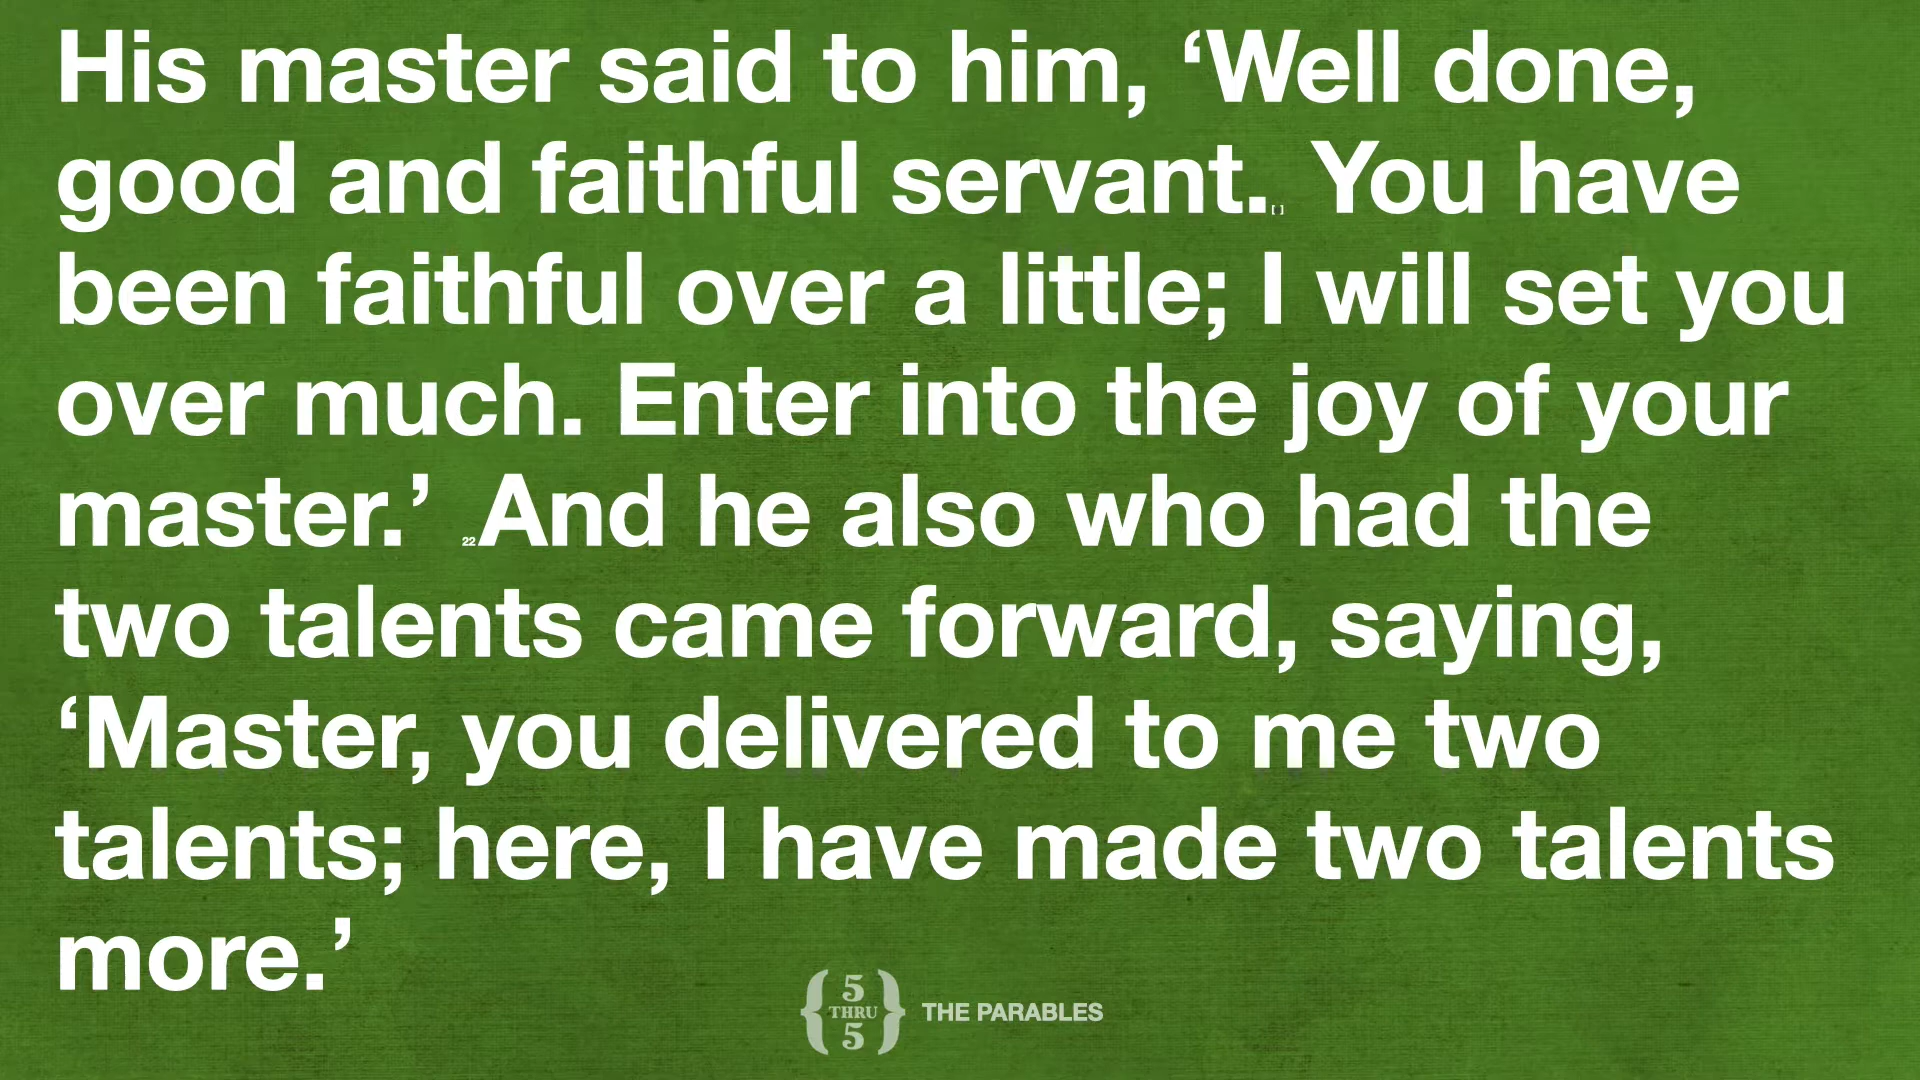 His master said to him, ‘Well done,
good and faithful servant.[ ] You have
been faithful over a little; I will set you
over much. Enter into the joy of your
master.’ 22And he also who had the
two talents came forward, saying,
‘Master, you delivered to me two
talents; here, I have made two talents
more.’
{5 THRU 5} THE PARABLES